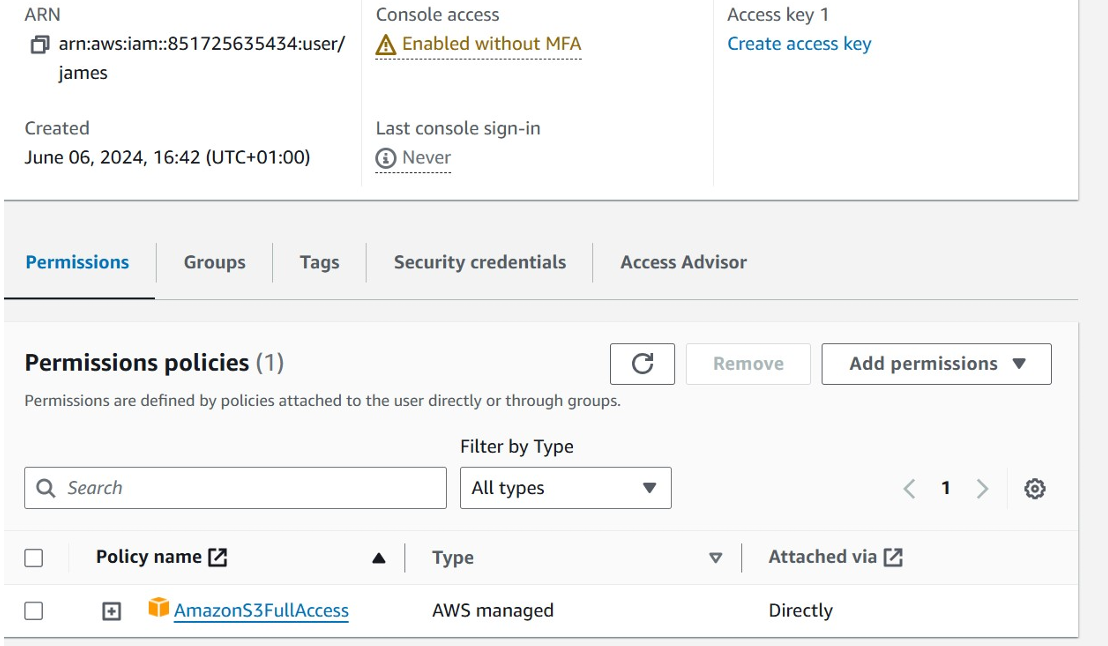 ARN
arn:aws:iam::851725635434:user/
james
Console access
Enabled without MFA
Access key 1
Create access key
Created
June 06, 2024, 16:42 (UTC+01:00)
Last console sign-in
Never
Permissions
Groups
Tags
Security credentials
Access Advisor
Permissions policies (1)
Remove
Add permissions
Permissions are defined by policies attached to the user directly or through groups.
Filter by Type
Search
All types
1
Policy name
Type
Attached via
AmazonS3FullAccess
AWS managed
Directly